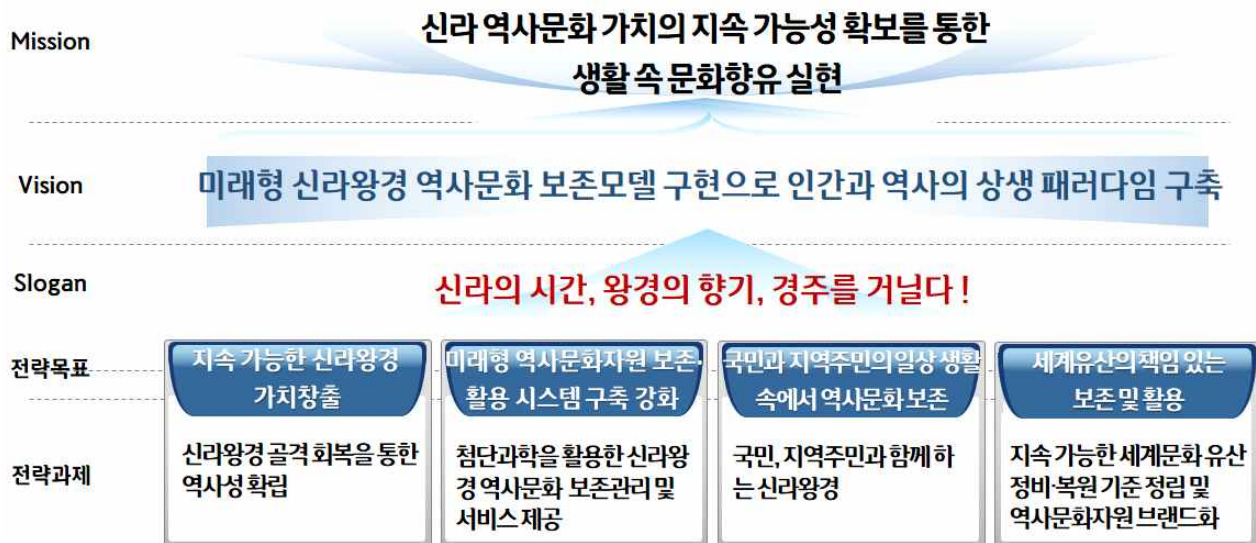 Mission
신라 역사문화 가치의 지속 가능성 확보를 통한
생활 속 문화향유 실현
Vision
미래형 신라왕경 역사문화 보존모델 구현으로 인간과 역사의 상생 패러다임 구축
Slogan
신라의 시간, 왕경의 향기, 경주를 거닐다 !
전략목표
지속 가능한 신라왕경
가치창출
미래형 역사문화자원 보존·
활용 시스템 구축 강화
국민과 지역주민의 일상 생활
속에서 역사문화 보존
세계유산의 책임 있는
보존 및 활용
전략과제
신라왕경 골격 회복을 통한
역사성 확립
첨단과학을 활용한 신라왕
경 역사문화 보존관리 및
서비스 제공
국민, 지역주민과 함께 하
는 신라왕경
지속 가능한 세계문화 유산
정비·복원 기준 정립 및
역사문화자원 브랜드화